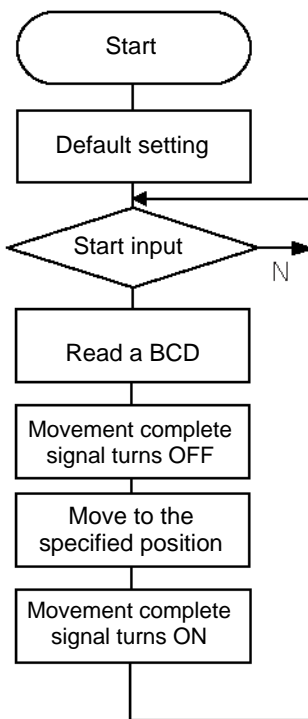 Start
Default setting
Start input
N
Read a BCD
Movement complete
signal turns OFF
Move to the
specified position
Movement complete
signal turns ON